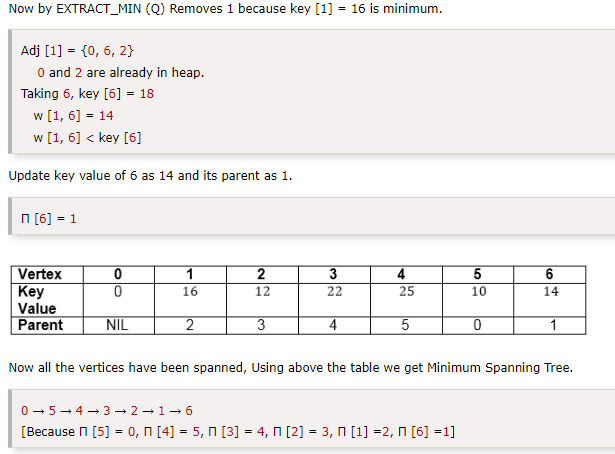 Now by EXTRACT_MIN (Q) Removes 1 because key [1] = 16 is minimum.
Adj [1] = {0, 6, 2}
0 and 2 are already in heap.
Taking 6, key [6] = 18
w [1, 6] = 14
w [1, 6] < key [6]
Update key value of 6 as 14 and its parent as 1.
Π [6] = 1
Vertex 0 1 2 3 4 5 6
Key Value 0 16 12 22 25 10 14
Parent NIL 2 3 4 5 0 1
Now all the vertices have been spanned, Using above the table we get Minimum Spanning Tree.
0 → 5 → 4 → 3 → 2 → 1 → 6
[Because Π [5] = 0, Π [4] = 5, Π [3] = 4, Π [2] = 3, Π [1] =2, Π [6] =1]